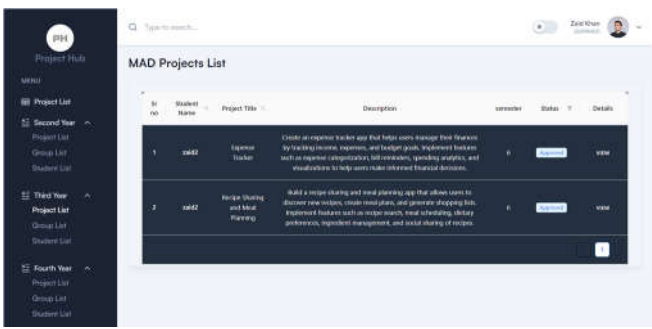 PH
Project Hub
MENU
Project List
Second Year
Project List
Group List
Student List
Third Year
Project List
Group List
Student List
Fourth Year
Project List
Group List
Student List
Type to search...
Zaid Khan
MAD Projects List
Sr no
Student Name
Project Title
Description
semester
Status
Details
1
zaid2
Expense Tracker
Create an expense tracker app that helps users manage their finances
by tracking income, expenses, and budget goals. Implement features
such as expense categorization, bill reminders, spending analytics, and
visualizations to help users make informed financial decisions.
6
Approved
VIEW
2
zaid2
Recipe Sharing
and Meal
Planning
Build a recipe sharing and meal planning app that allows users to
discover new recipes, create meal plans, and generate shopping lists.
Implement features such as recipe search, meal scheduling, dietary
preferences, ingredient management, and social sharing of recipes.
6
Approved
VIEW
1